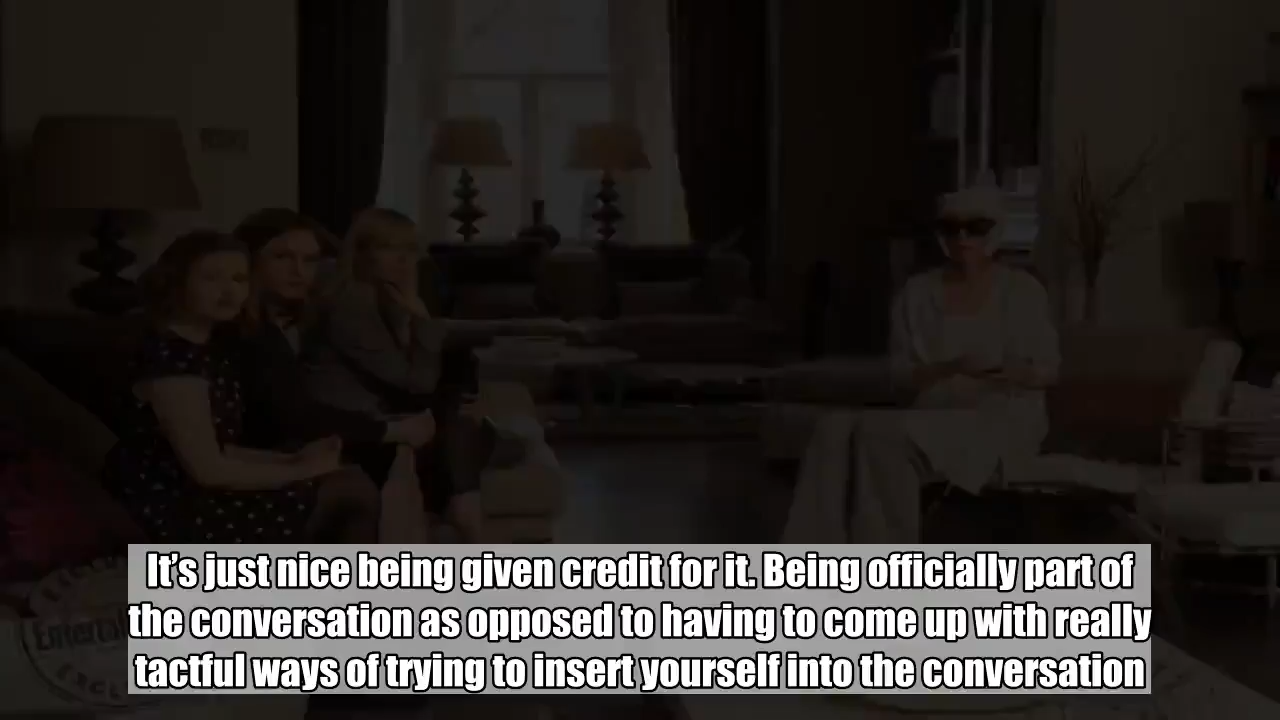 It’s just nice being given credit for it. Being officially part of
the conversation as opposed to having to come up with really
tactful ways of trying to insert yourself into the conversation